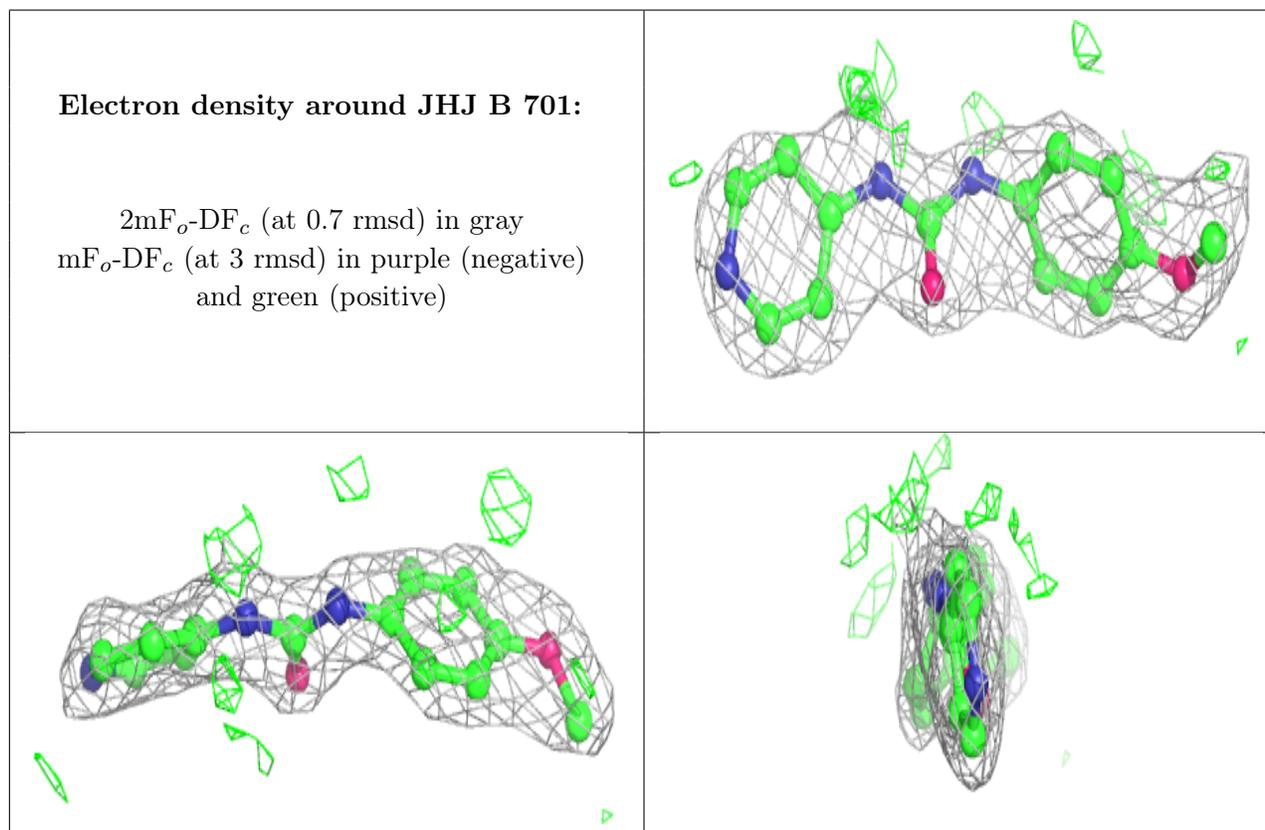 Electron density around JHJ B 701:
2mFo-DFc (at 0.7 rmsd) in gray
mFo-DFc (at 3 rmsd) in purple (negative)
and green (positive)